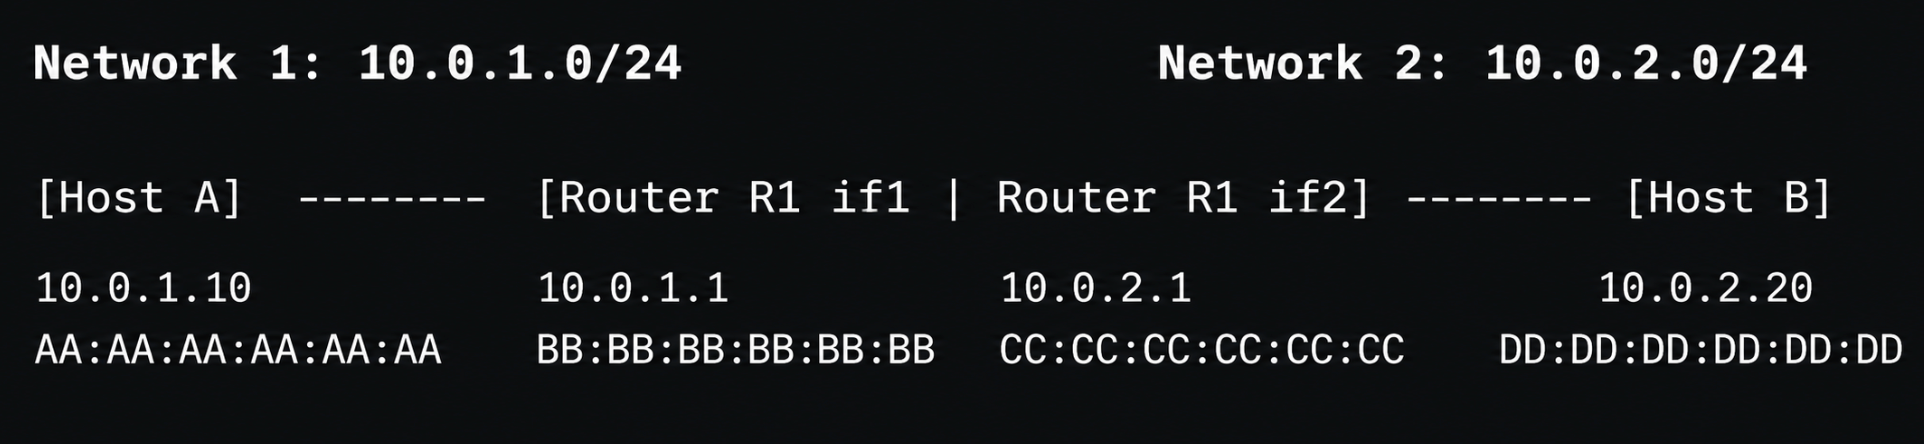 Network 1: 10.0.1.0/24 Network 2: 10.0.2.0/24
[Host A] -------- [Router R1 if1 | Router R1 if2] -------- [Host B]
10.0.1.10 10.0.1.1 10.0.2.1 10.0.2.20
AA:AA:AA:AA:AA:AA BB:BB:BB:BB:BB:BB CC:CC:CC:CC:CC:CC DD:DD:DD:DD:DD:DD